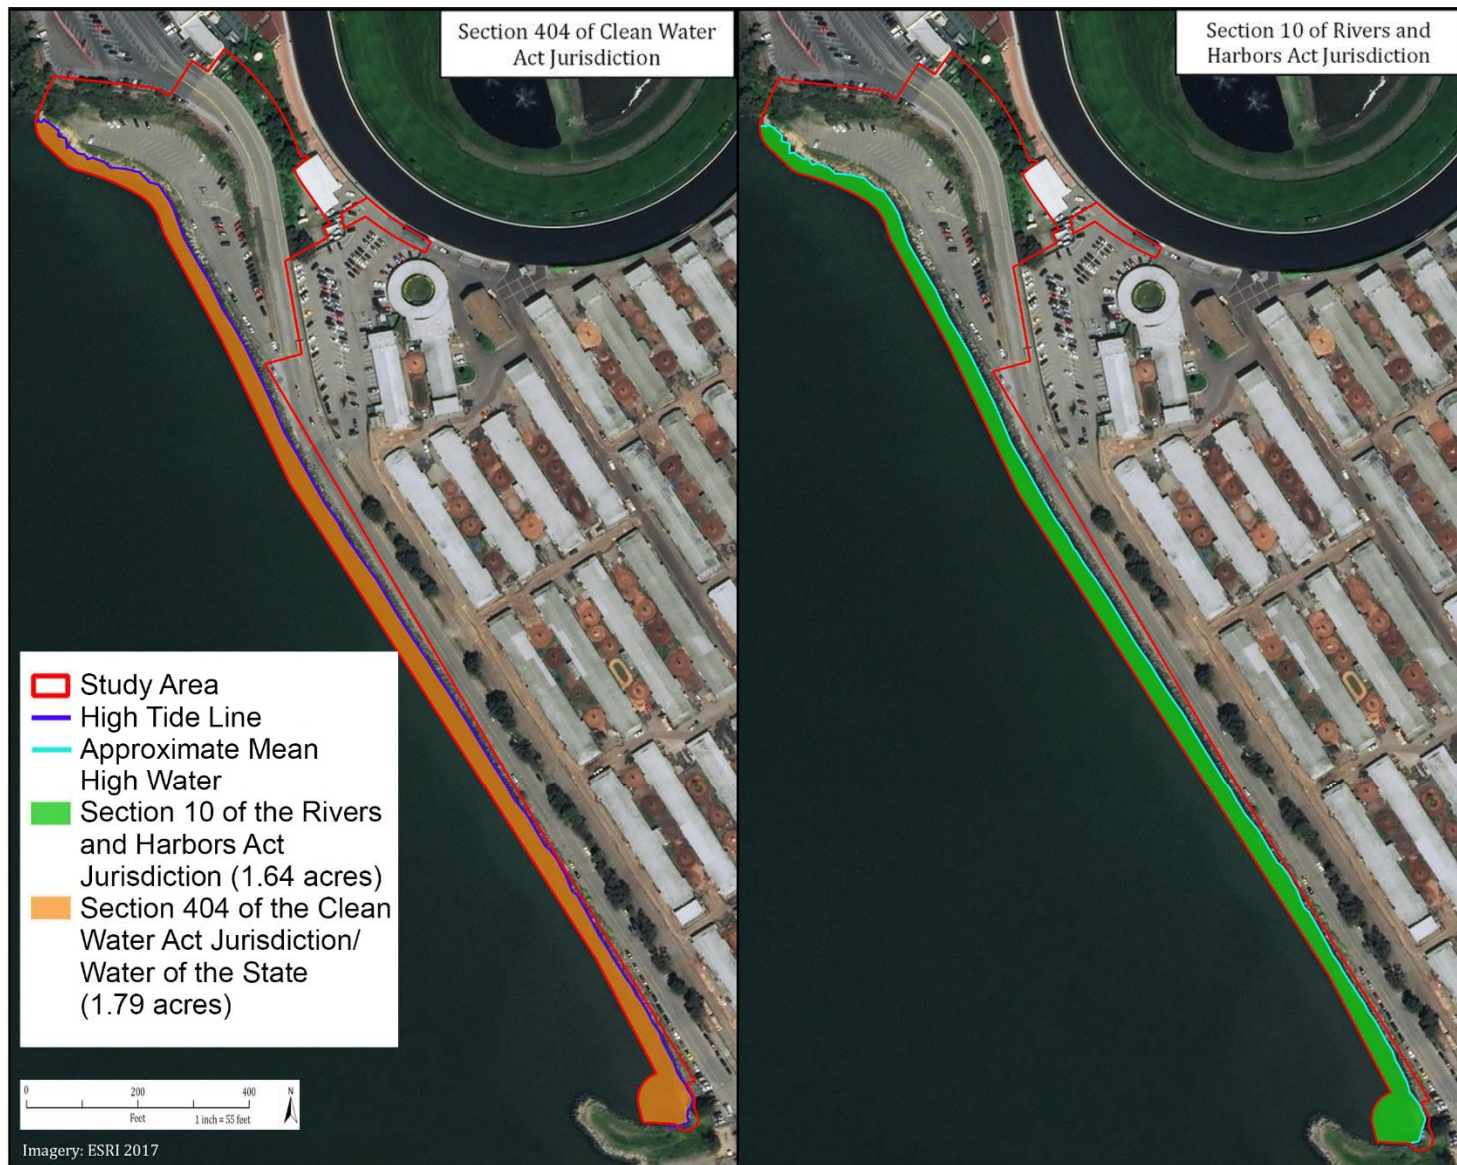 Section 404 of Clean Water
Act Jurisdiction
Section 10 of Rivers and
Harbors Act Jurisdiction
Study Area
High Tide Line
Approximate Mean
High Water
Section 10 of the Rivers
and Harbors Act
Jurisdiction (1.64 acres)
Section 404 of the Clean
Water Act Jurisdiction/
Water of the State
(1.79 acres)
0 200 400 N
Feet 1 inch = 55 feet
Imagery: ESRI 2017